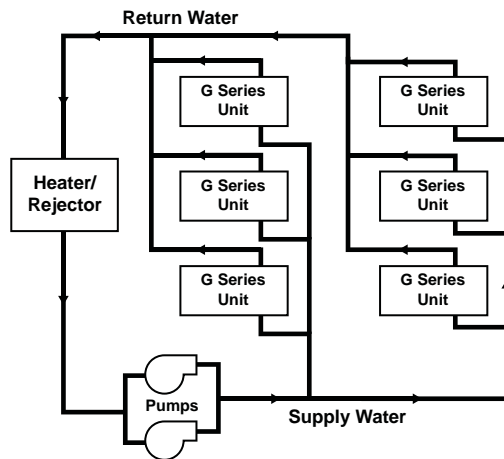 Return Water
G Series
Unit
G Series
Unit
Heater/
Rejector
G Series
Unit
G Series
Unit
G Series
Unit
G Series
Unit
Pumps
Supply Water